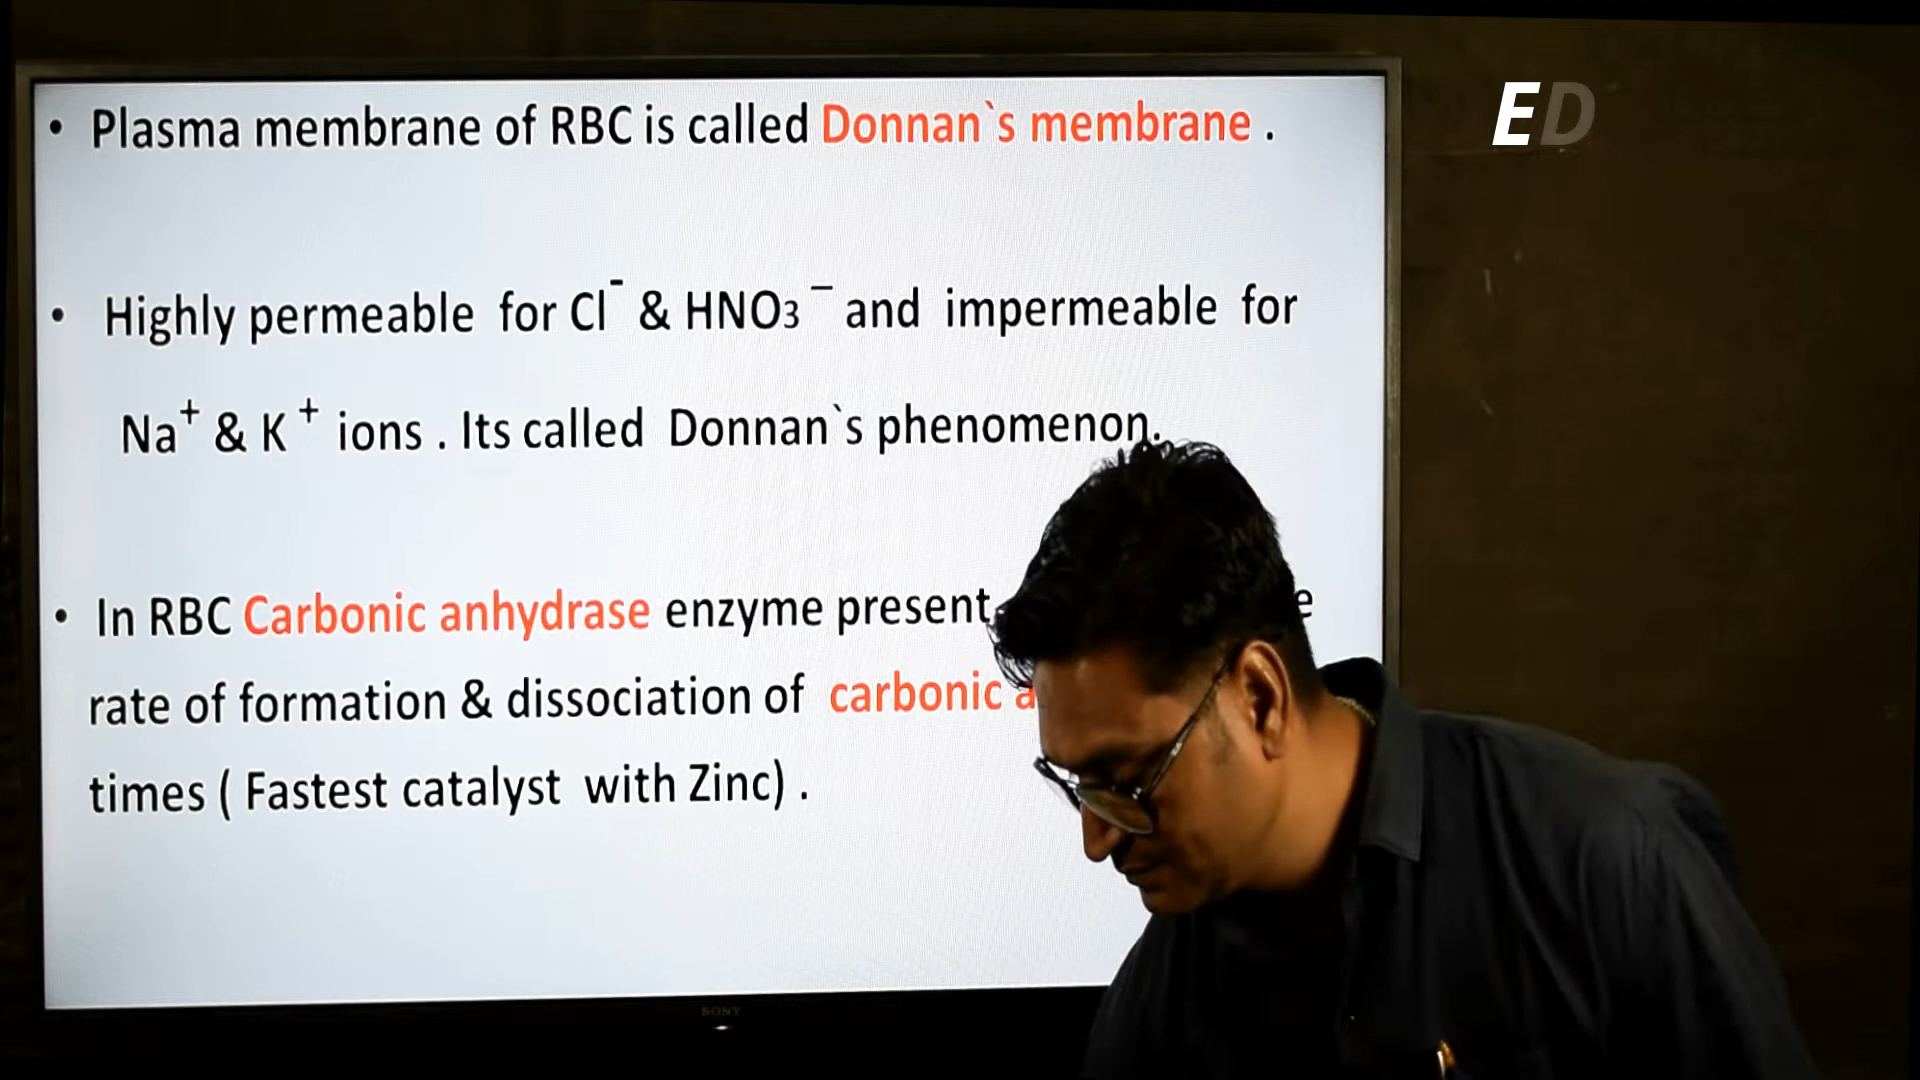 • Plasma membrane of RBC is called Donnan`s membrane .
• Highly permeable for Cl⁻ & HNO₃⁻ and impermeable for
Na⁺ & K⁺ ions . Its called Donnan`s phenomenon.
• In RBC Carbonic anhydrase enzyme present
rate of formation & dissociation of carbonic
times ( Fastest catalyst with Zinc) .
SONY
ED